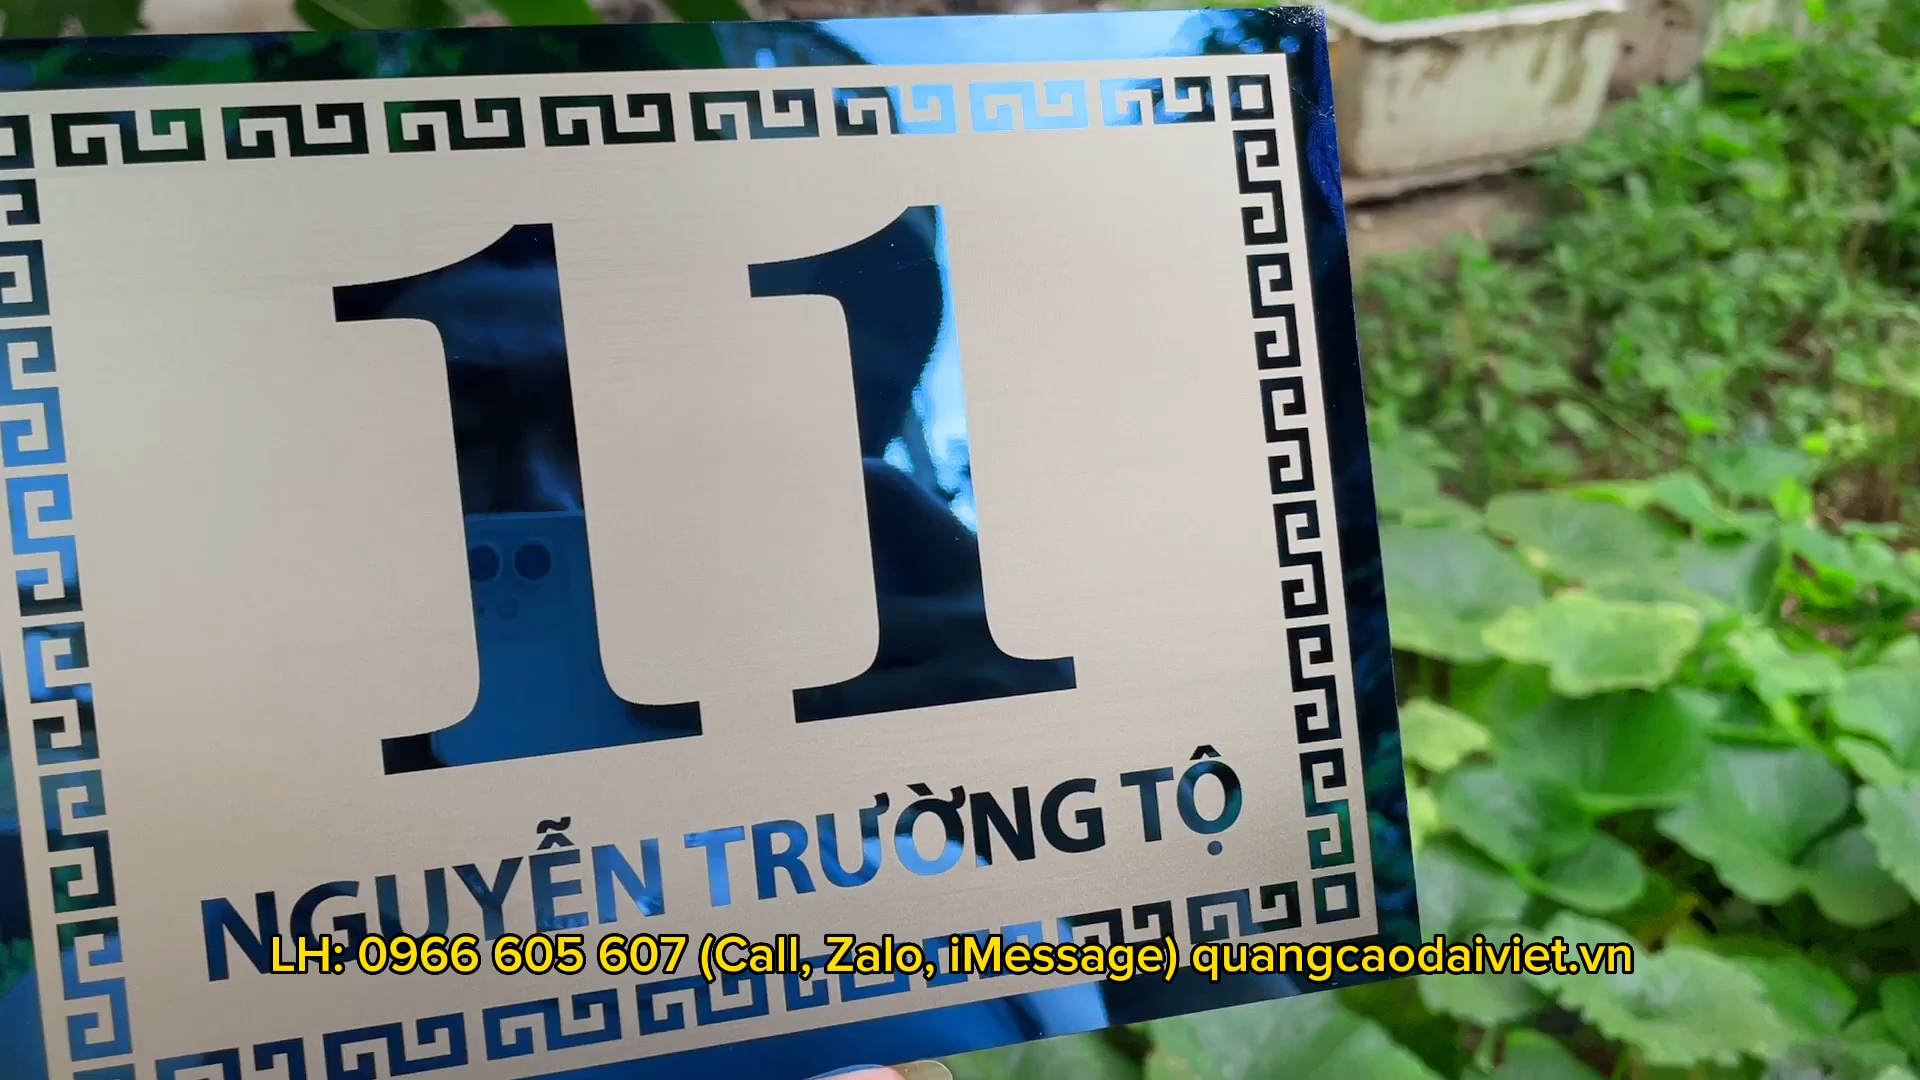 11
NGUYỄN TRƯỜNG TỘ
LH: 0966 605 607 (Call, Zalo, iMessage) quangcaodaiviet.vn